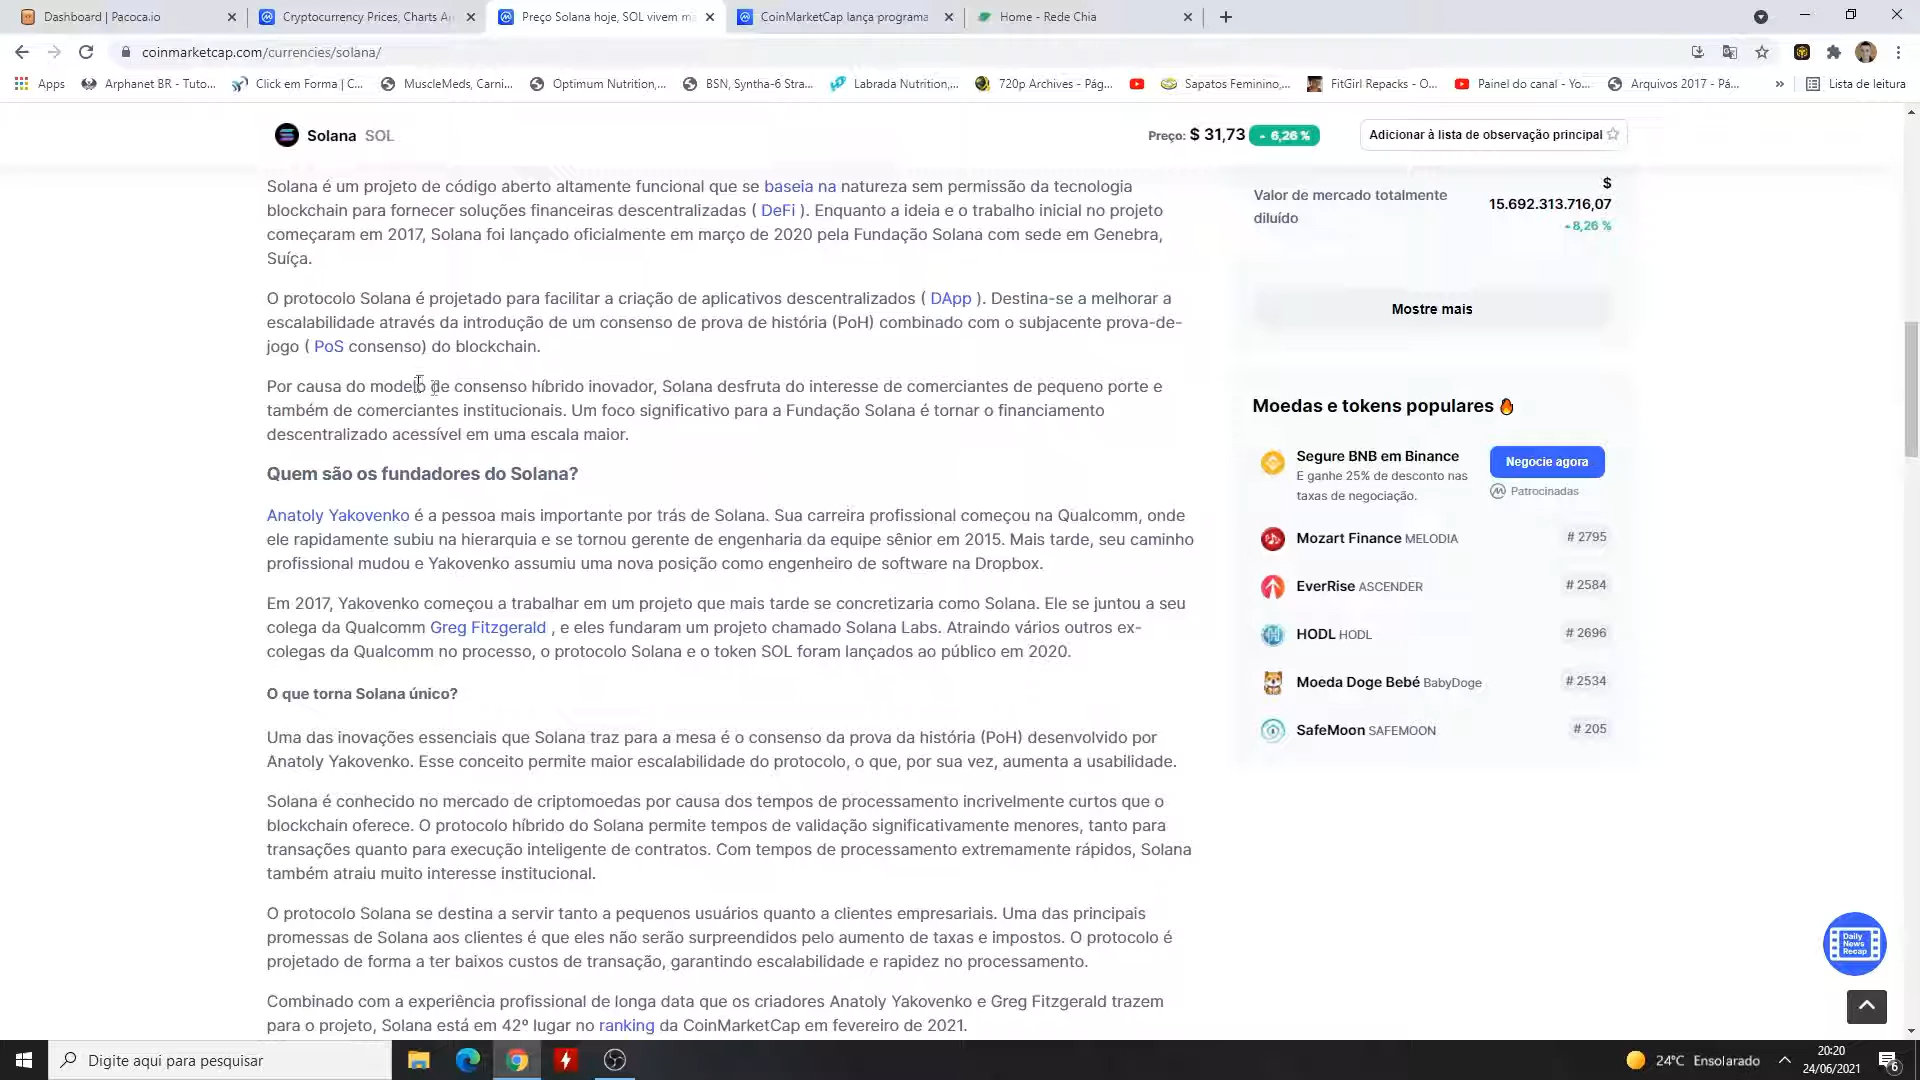 Dashboard | Pacoca.io
Cryptocurrency Prices, Charts A
Preço Solana hoje, SOL vivem m
CoinMarketCap lança programa
Home - Rede Chia
coinmarketcap.com/currencies/solana/
Apps
Arphanet BR - Tuto...
Click em Forma | C...
MuscleMeds, Carni...
Optimum Nutrition,...
BSN, Syntha-6 Stra...
Labrada Nutrition,...
720p Archives - Pág...
Sapatos Feminino,...
FitGirl Repacks - O...
Painel do canal - Yo...
Arquivos 2017 - Pá...
»
Lista de leitura
Solana SOL
Preço: $ 31,73 6,26 %
Adicionar à lista de observação principal
Solana é um projeto de código aberto altamente funcional que se baseia na natureza sem permissão da tecnologia
blockchain para fornecer soluções financeiras descentralizadas ( DeFi ). Enquanto a ideia e o trabalho inicial no projeto
começaram em 2017, Solana foi lançado oficialmente em março de 2020 pela Fundação Solana com sede em Genebra,
Suíça.
O protocolo Solana é projetado para facilitar a criação de aplicativos descentralizados ( DApp ). Destina-se a melhorar a
escalabilidade através da introdução de um consenso de prova de história (PoH) combinado com o subjacente prova-de-
jogo ( PoS consenso) do blockchain.
Por causa do modelo de consenso híbrido inovador, Solana desfruta do interesse de comerciantes de pequeno porte e
também de comerciantes institucionais. Um foco significativo para a Fundação Solana é tornar o financiamento
descentralizado acessível em uma escala maior.
Quem são os fundadores do Solana?
Anatoly Yakovenko é a pessoa mais importante por trás de Solana. Sua carreira profissional começou na Qualcomm, onde
ele rapidamente subiu na hierarquia e se tornou gerente de engenharia da equipe sênior em 2015. Mais tarde, seu caminho
profissional mudou e Yakovenko assumiu uma nova posição como engenheiro de software na Dropbox.
Em 2017, Yakovenko começou a trabalhar em um projeto que mais tarde se concretizaria como Solana. Ele se juntou a seu
colega da Qualcomm Greg Fitzgerald , e eles fundaram um projeto chamado Solana Labs. Atraindo vários outros ex-
colegas da Qualcomm no processo, o protocolo Solana e o token SOL foram lançados ao público em 2020.
O que torna Solana único?
Uma das inovações essenciais que Solana traz para a mesa é o consenso da prova da história (PoH) desenvolvido por
Anatoly Yakovenko. Esse conceito permite maior escalabilidade do protocolo, o que, por sua vez, aumenta a usabilidade.
Solana é conhecido no mercado de criptomoedas por causa dos tempos de processamento incrivelmente curtos que o
blockchain oferece. O protocolo híbrido do Solana permite tempos de validação significativamente menores, tanto para
transações quanto para execução inteligente de contratos. Com tempos de processamento extremamente rápidos, Solana
também atraiu muito interesse institucional.
O protocolo Solana se destina a servir tanto a pequenos usuários quanto a clientes empresariais. Uma das principais
promessas de Solana aos clientes é que eles não serão surpreendidos pelo aumento de taxas e impostos. O protocolo é
projetado de forma a ter baixos custos de transação, garantindo escalabilidade e rapidez no processamento.
Combinado com a experiência profissional de longa data que os criadores Anatoly Yakovenko e Greg Fitzgerald trazem
para o projeto, Solana está em 42º lugar no ranking da CoinMarketCap em fevereiro de 2021.
Valor de mercado totalmente
diluído
$
15.692.313.716,07
8,26 %
Mostre mais
Moedas e tokens populares
Segure BNB em Binance
E ganhe 25% de desconto nas
taxas de negociação.
Negocie agora
Patrocinadas
Mozart Finance MELODIA # 2795
EverRise ASCENDER # 2584
HODL HODL # 2696
Moeda Doge Bebé BabyDoge # 2534
SafeMoon SAFEMOON # 205
Daily
News
Recap
Digite aqui para pesquisar
24°C Ensolarado
20:20
24/06/2021
6